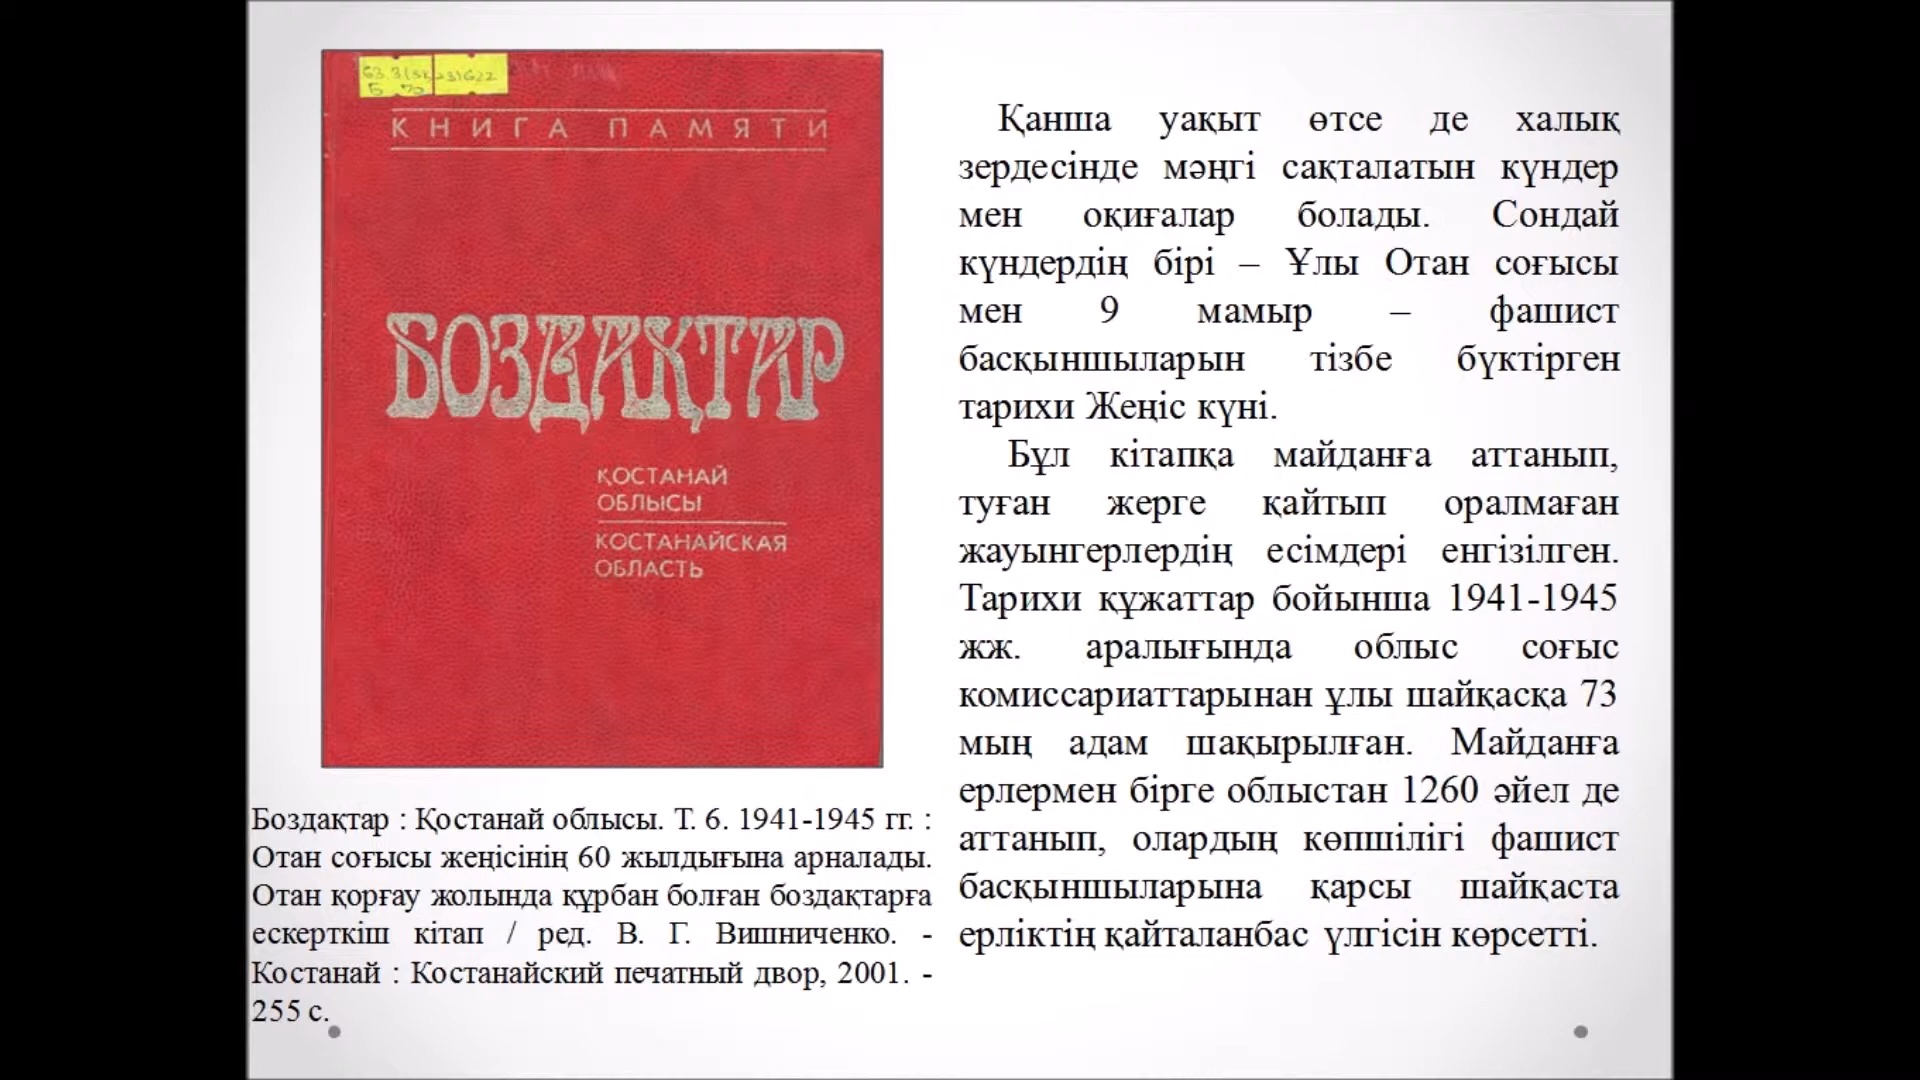 КНИГА ПАМЯТИ
БОЗДАҚТАР
ҚОСТАНАЙ
ОБЛЫСЫ
КОСТАНАЙСКАЯ
ОБЛАСТЬ
Боздақтар : Қостанай облысы. Т. 6. 1941-1945 гг. :
Отан соғысы жеңісінің 60 жылдығына арналады.
Отан қорғау жолында құрбан болған боздақтарға
ескерткіш кітап / ред. В. Г. Вишниченко. -
Костанай : Костанайский печатный двор, 2001. -
255 с.
Қанша уақыт өтсе де халық
зердесінде мәңгі сақталатын күндер
мен оқиғалар болады. Сондай
күндердің бірі – Ұлы Отан соғысы
мен 9 мамыр – фашист
басқыншыларын тізбе бүктірген
тарихи Жеңіс күні.
Бұл кітапқа майданға аттанып,
туған жерге қайтып оралмаған
жауынгерлердің есімдері енгізілген.
Тарихи құжаттар бойынша 1941-1945
жж. аралығында облыс соғыс
комиссариаттарынан ұлы шайқасқа 73
мың адам шақырылған. Майданға
ерлермен бірге облыстан 1260 әйел де
аттанып, олардың көпшілігі фашист
басқыншыларына қарсы шайқаста
ерліктің қайталанбас үлгісін көрсетті.